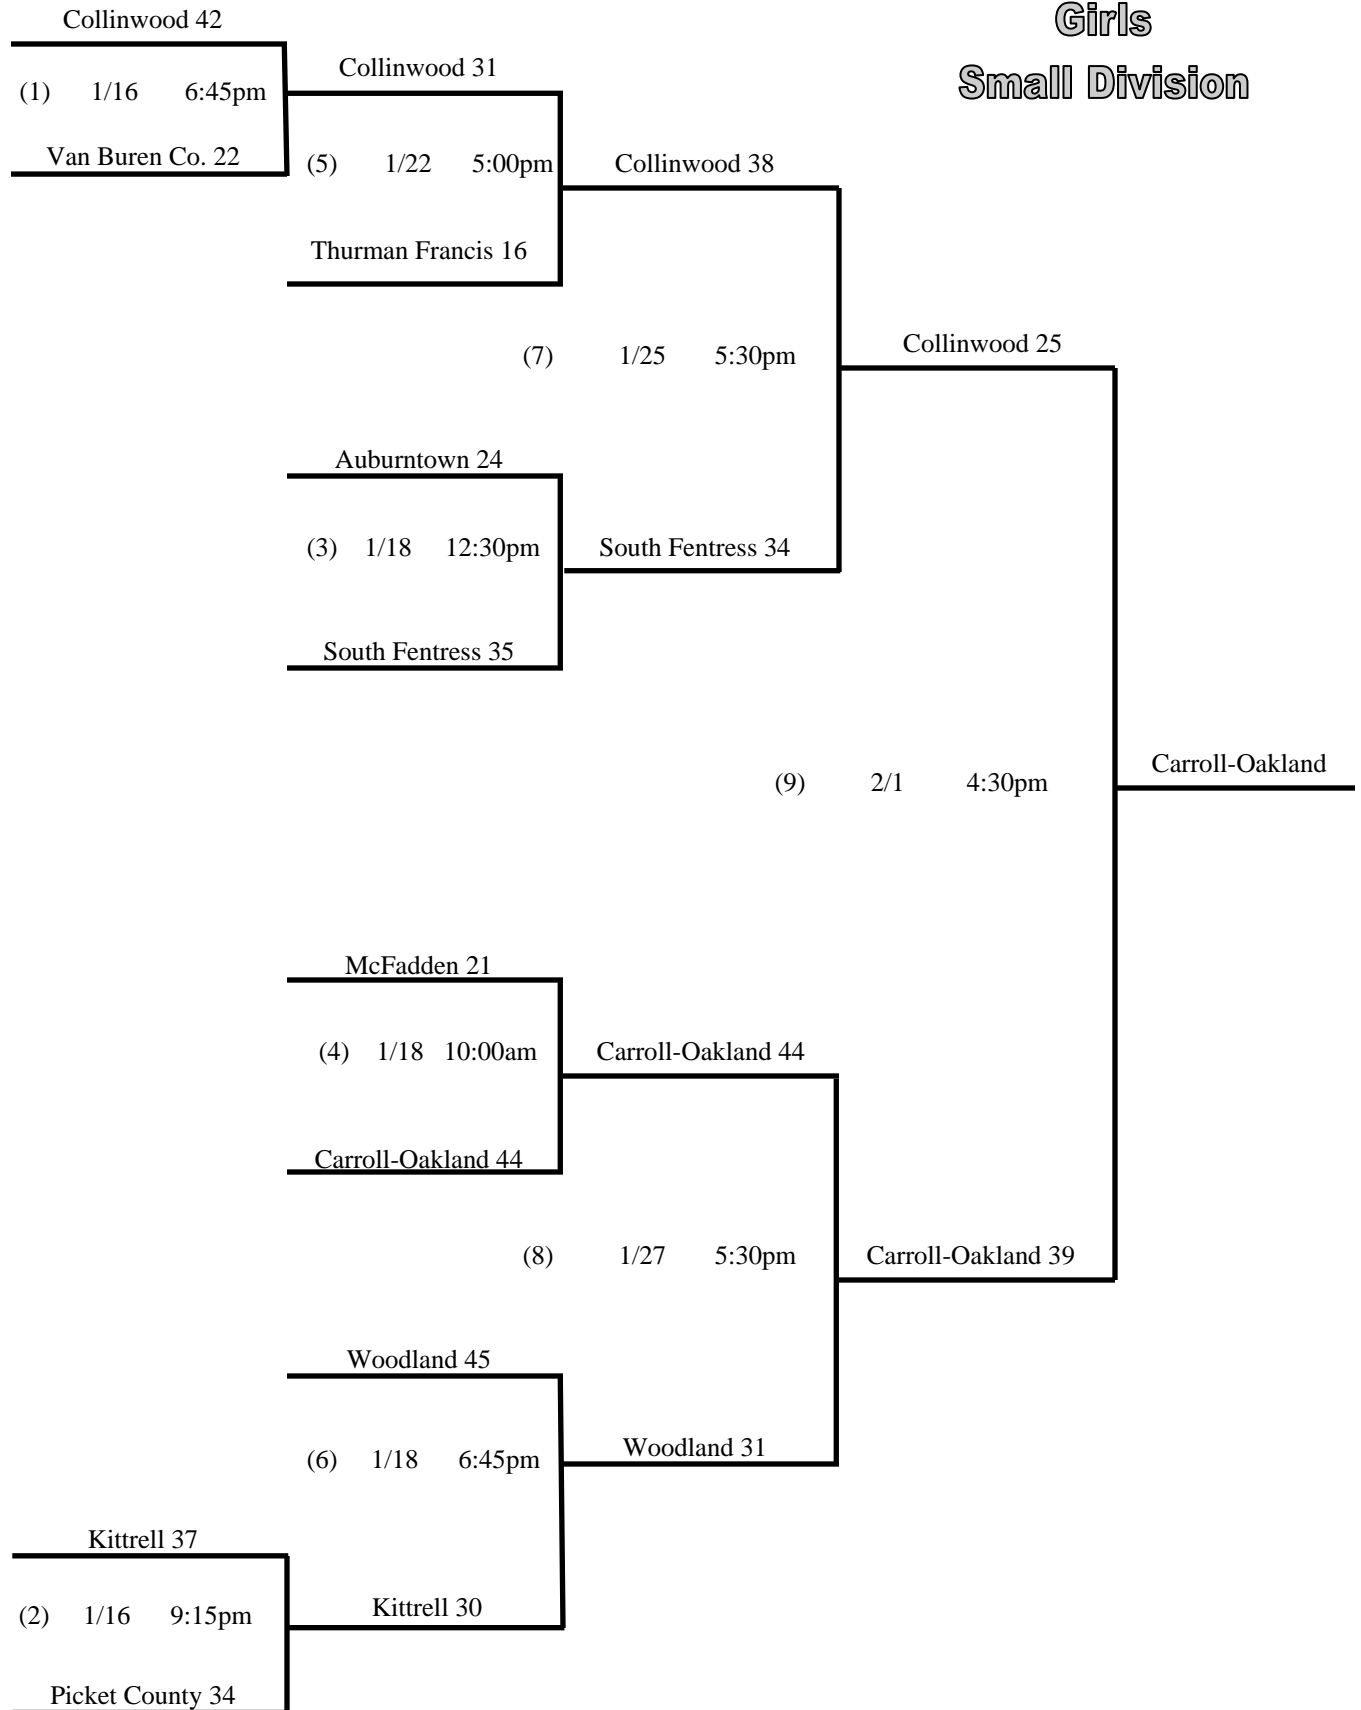 Girls
Small Division
Collinwood 42
(1) 1/16 6:45pm
Van Buren Co. 22
Collinwood 31
(5) 1/22 5:00pm
Thurman Francis 16
Collinwood 38
(7) 1/25 5:30pm
Collinwood 25
Auburntown 24
(3) 1/18 12:30pm
South Fentress 34
South Fentress 35
(9) 2/1 4:30pm
Carroll-Oakland
McFadden 21
(4) 1/18 10:00am
Carroll-Oakland 44
Carroll-Oakland 44
(8) 1/27 5:30pm
Carroll-Oakland 39
Woodland 45
(6) 1/18 6:45pm
Woodland 31
Kittrell 37
(2) 1/16 9:15pm
Kittrell 30
Picket County 34